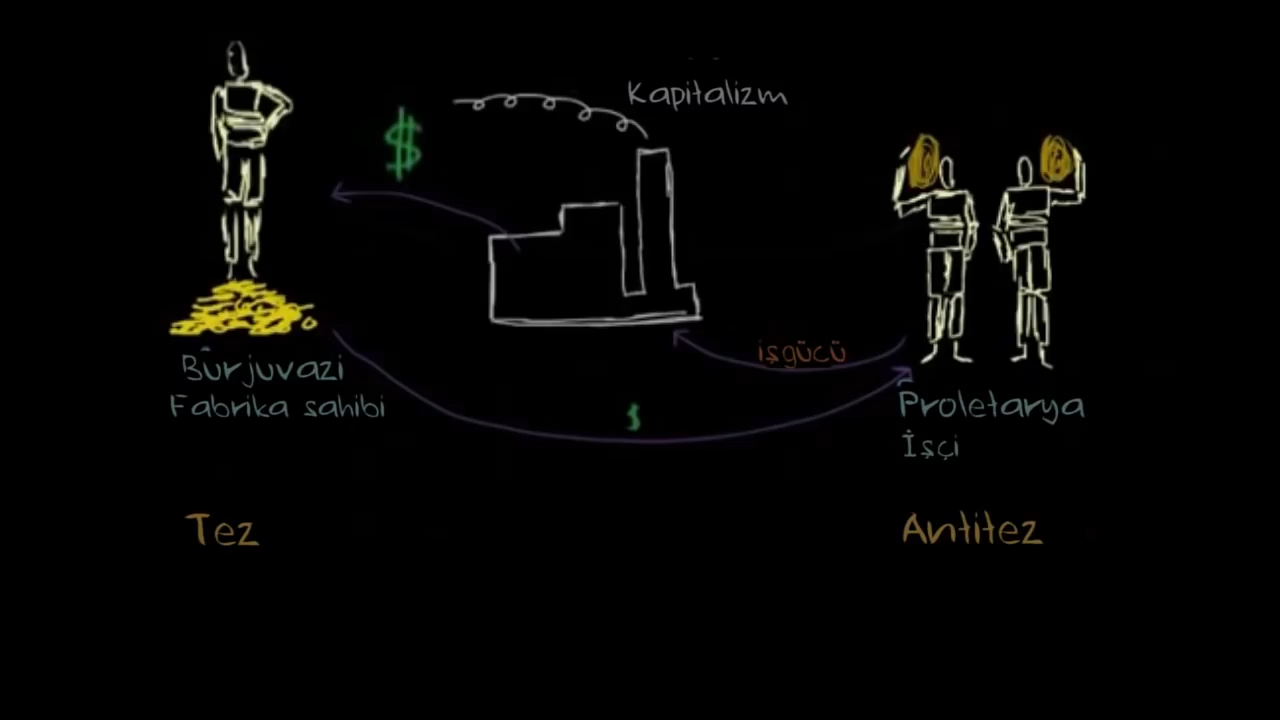 Kapitalizm
$
işgücü
Burjuvazi
Fabrika sahibi
$
Proletarya
İşçi
Tez
Antitez